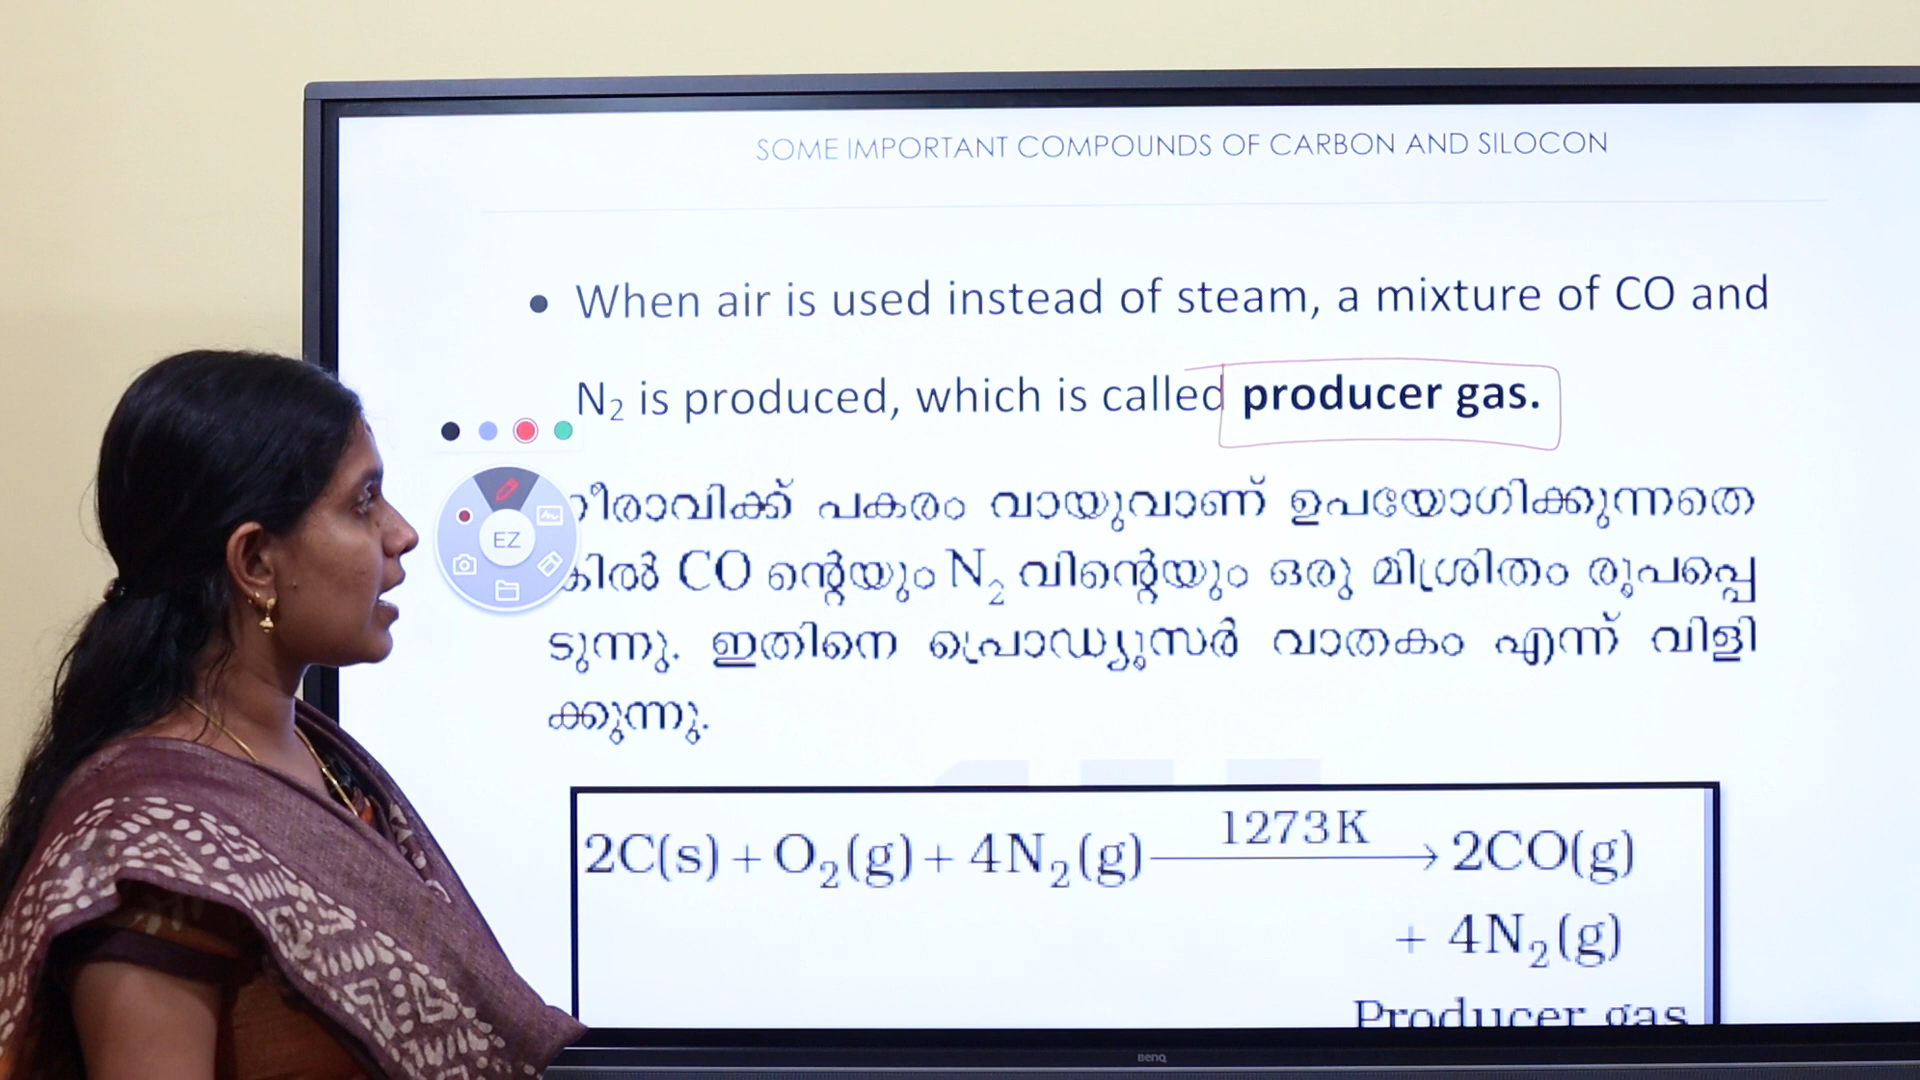 SOME IMPORTANT COMPOUNDS OF CARBON AND SILOCON
• When air is used instead of steam, a mixture of CO and
N₂ is produced, which is called producer gas.
EZ
പകരം വായുവാണ് ഉപയോഗിക്കുന്നതെ
കിൽ CO ന്റെയും N₂ വിന്റെയും ഒരു മിശ്രിതം രൂപപ്പെ
ടുന്നു. ഇതിനെ പ്രൊഡ്യൂസർ വാതകം എന്ന് വിളി
ക്കുന്നു.
2C(s) + O₂(g) + 4N₂(g) 1273K → 2CO(g)
+ 4N₂(g)
Producer gas
BenQ